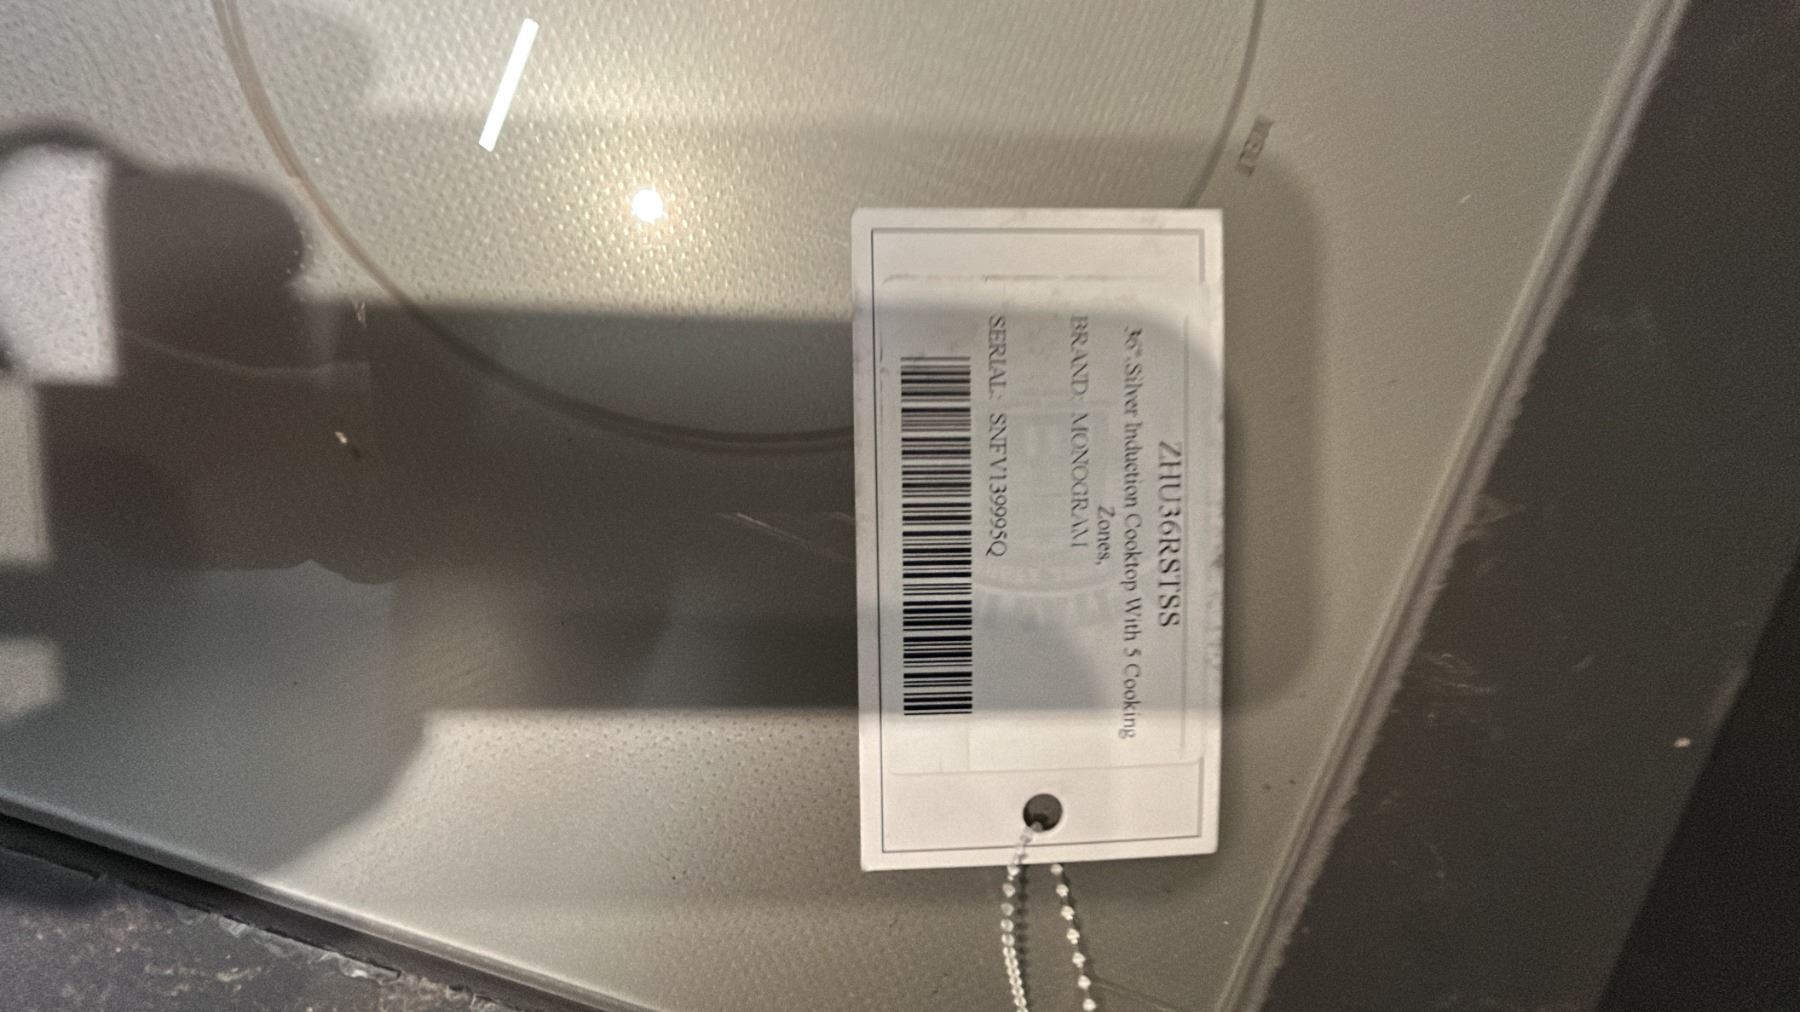 ZHU36RSTSS
36" Silver Induction Cooktop With 5 Cooking
Zones,
BRAND: MONOGRAM
SERIAL: SNFV139995Q